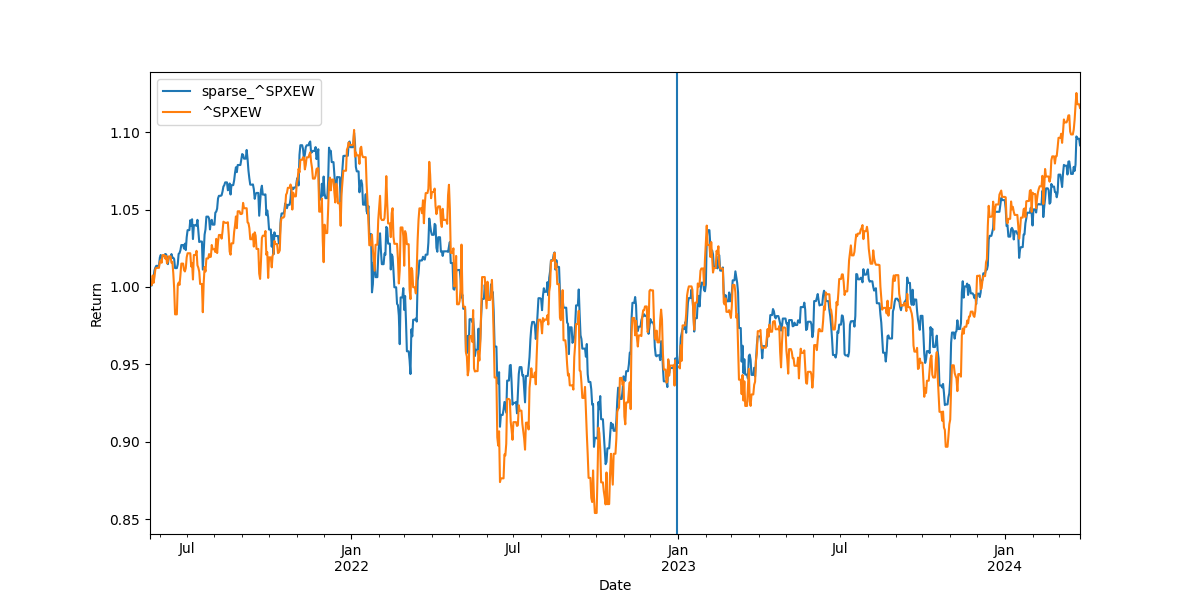 sparse_^SPXEW
^SPXEW
1.10
1.05
1.00
0.95
0.90
0.85
Return
Jul
Jan
2022
Jul
Jan
2023
Jul
Jan
2024
Date